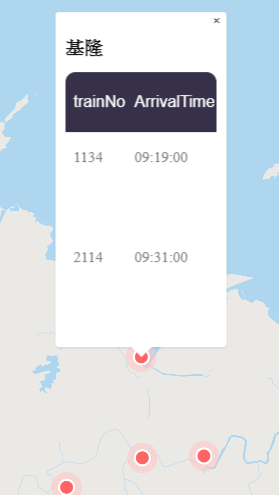 ×
基隆
trainNo ArrivalTime
1134 09:19:00
2114 09:31:00